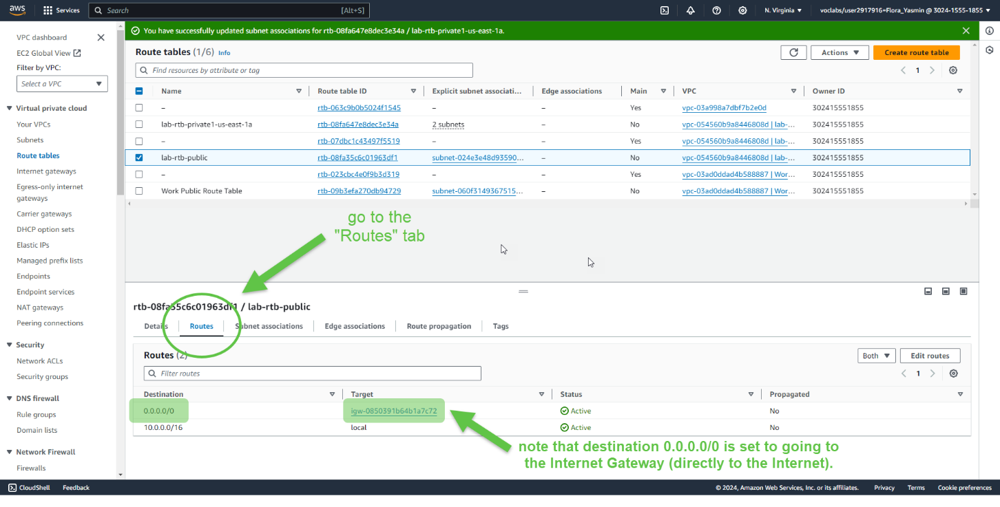 aws
Services
Search
[Alt+S]
N. Virginia
voclabs/user2917916=Flora_Yasmin @ 3024-1555-1855
VPC dashboard
EC2 Global View
Filter by VPC:
Select a VPC
Virtual private cloud
Your VPCs
Subnets
Route tables
Internet gateways
Egress-only internet
gateways
Carrier gateways
DHCP option sets
Elastic IPs
Managed prefix lists
Endpoints
Endpoint services
NAT gateways
Peering connections
Security
Network ACLs
Security groups
DNS firewall
Rule groups
Domain lists
Network Firewall
Firewalls
You have successfully updated subnet associations for rtb-08fa647e8dec3e34a / lab-rtb-private1-us-east-1a.
Route tables (1/6) Info
Actions
Create route table
Find resources by attribute or tag
1
Name Route table ID Explicit subnet associati... Edge associations Main VPC Owner ID
– rtb-063c9b0b5024f1545 – – Yes vpc-03a998a7dbf7b2e0d 302415551855
lab-rtb-private1-us-east-1a rtb-08fa647e8dec3e34a 2 subnets – No vpc-054560b9a8446808d | lab-... 302415551855
– rtb-07dbc1c43497f5519 – – Yes vpc-054560b9a8446808d | lab-... 302415551855
lab-rtb-public rtb-08fa35c6c01963df1 subnet-024e3e48d93590... – No vpc-054560b9a8446808d | lab-... 302415551855
– rtb-023cbc4e0f9b3d319 – – Yes vpc-03ad0ddad4b588887 | Wor... 302415551855
Work Public Route Table rtb-09b3efa270db94729 subnet-060f3149367515... – No vpc-03ad0ddad4b588887 | Wor... 302415551855
go to the
"Routes" tab
rtb-08fa35c6c01963df1 / lab-rtb-public
Details Routes Subnet associations Edge associations Route propagation Tags
Routes (2)
Both
Edit routes
Filter routes
1
Destination Target Status Propagated
0.0.0.0/0 igw-0850391b64b1a7c72 Active No
10.0.0.0/16 local Active No
note that destination 0.0.0.0/0 is set to going to
the Internet Gateway (directly to the Internet).
CloudShell Feedback
© 2024, Amazon Web Services, Inc. or its affiliates. Privacy Terms Cookie preferences